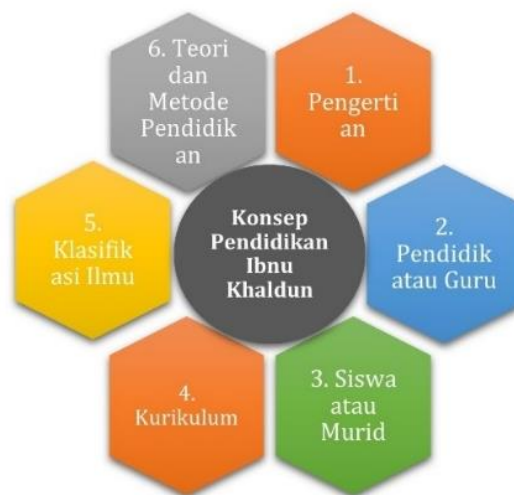 Konsep
Pendidikan
Ibnu
Khaldun
1.
Pengerti
an
2.
Pendidik
atau Guru
3. Siswa
atau
Murid
4.
Kurikulum
5.
Klasifik
asi Ilmu
6. Teori
dan
Metode
Pendidik
an